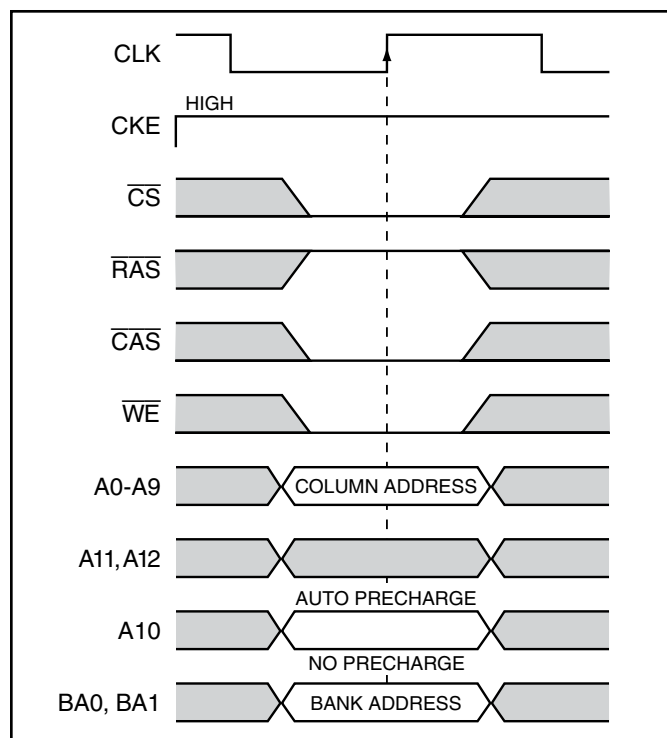 CLK
HIGH
CKE
CS
RAS
CAS
WE
A0-A9 COLUMN ADDRESS
A11, A12
AUTO PRECHARGE
A10
NO PRECHARGE
BA0, BA1 BANK ADDRESS